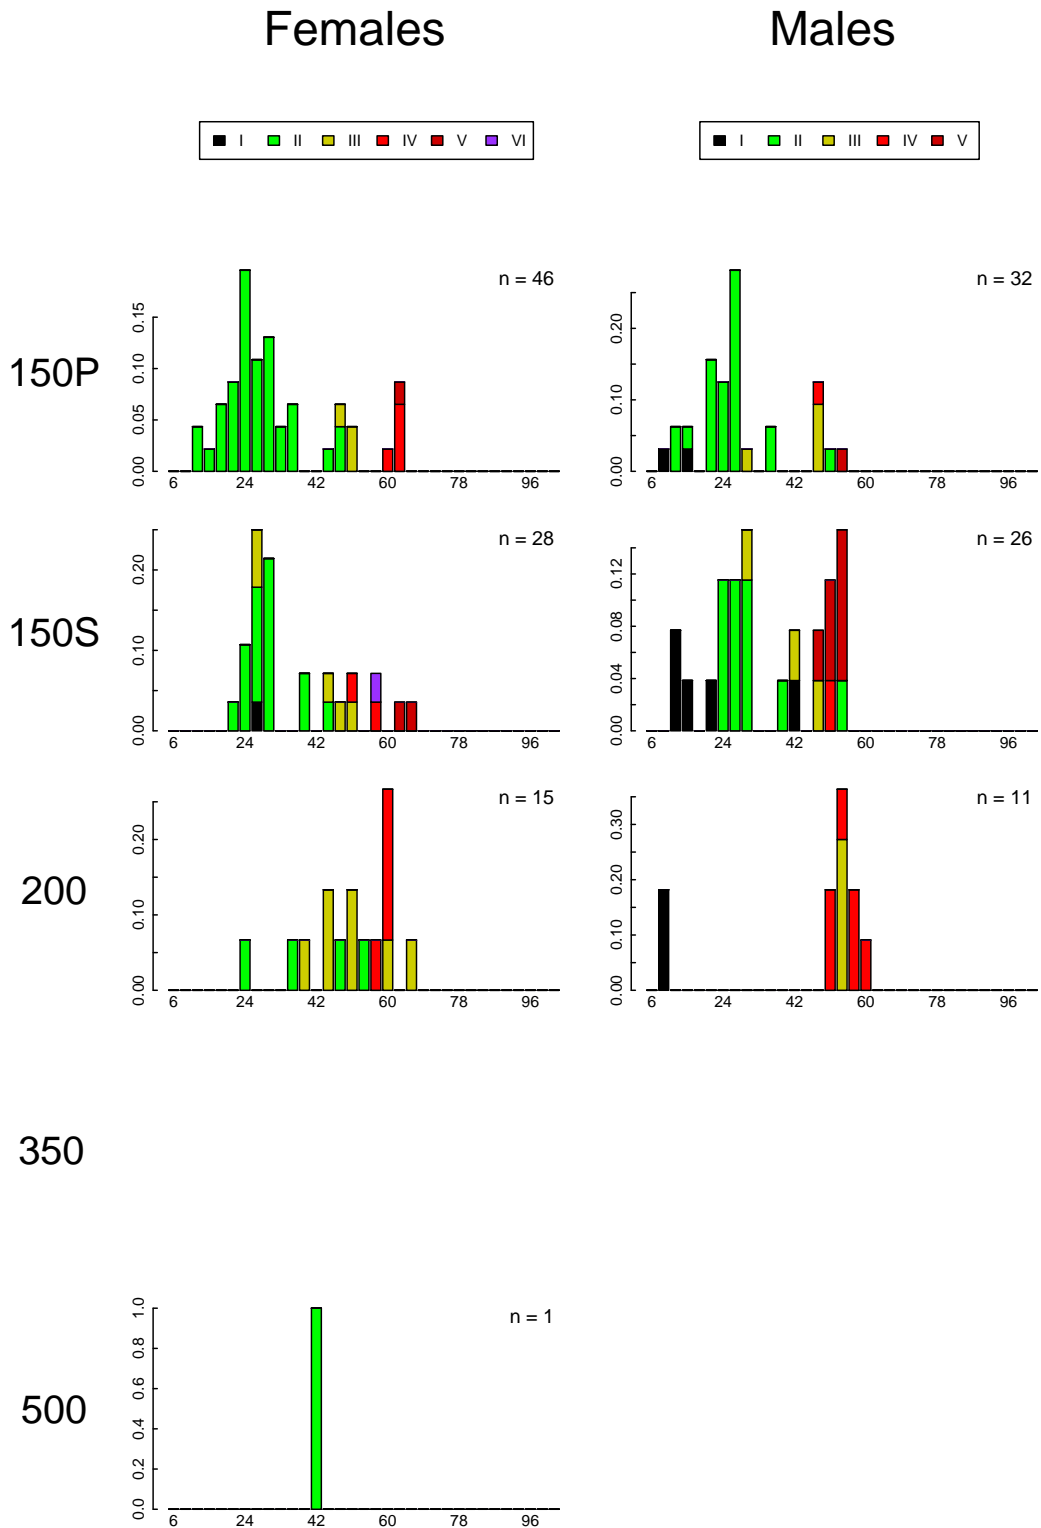 Females Males
I II III IV V VI
I II III IV V
150P
n = 46
0.00 0.05 0.10 0.15
6 24 42 60 78 96
n = 32
0.00 0.10 0.20
6 24 42 60 78 96
150S
n = 28
0.00 0.10 0.20
6 24 42 60 78 96
n = 26
0.00 0.04 0.08 0.12
6 24 42 60 78 96
200
n = 15
0.00 0.10 0.20
6 24 42 60 78 96
n = 11
0.00 0.10 0.20 0.30
6 24 42 60 78 96
350
500
n = 1
0.0 0.2 0.4 0.6 0.8 1.0
6 24 42 60 78 96